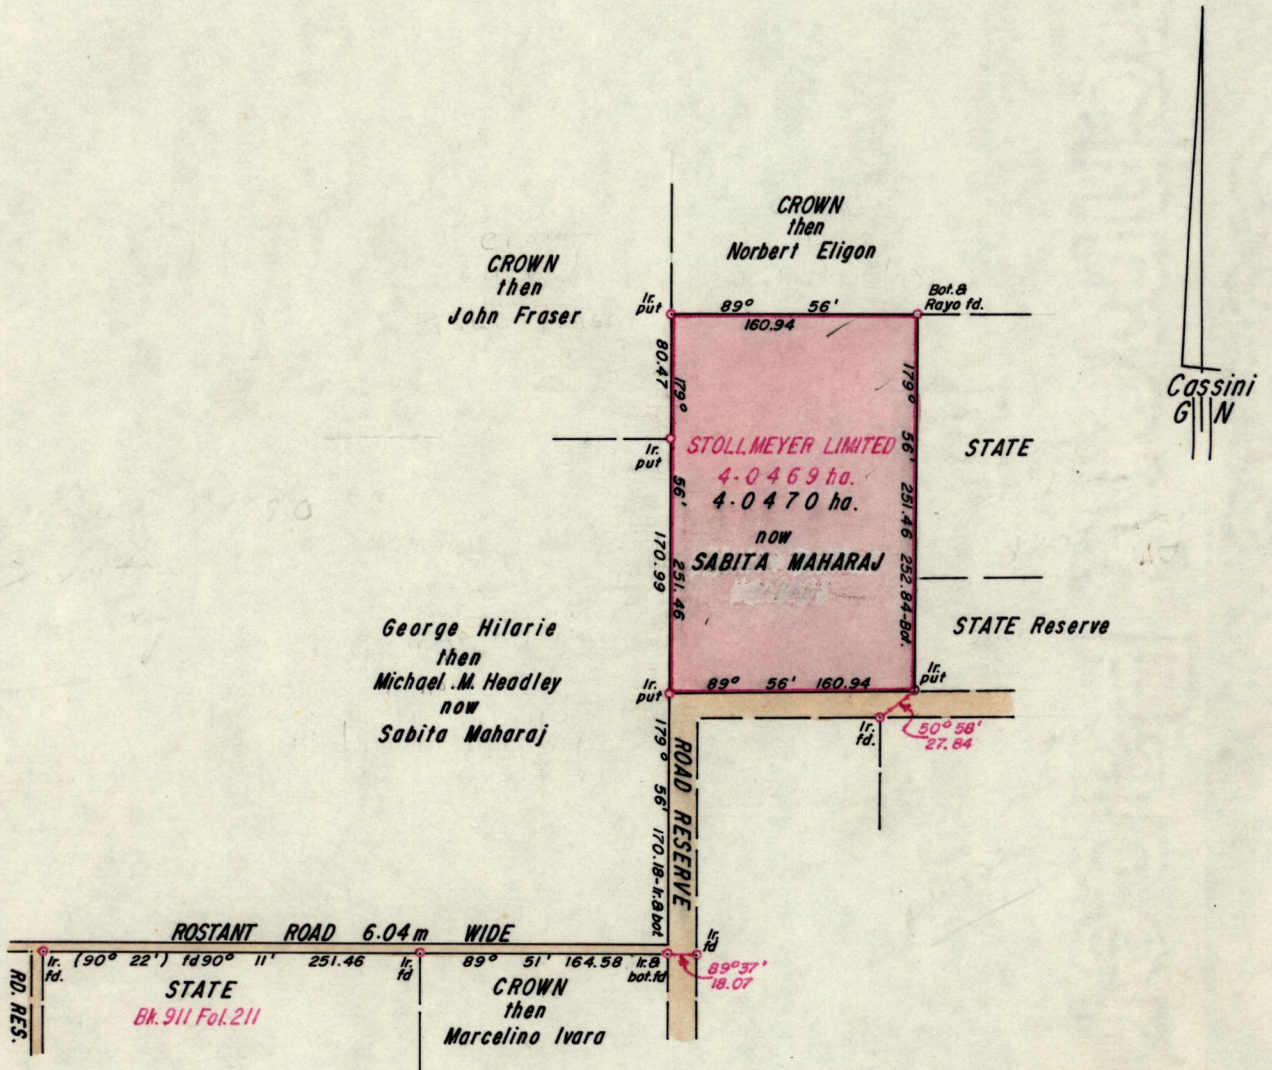 CROWN
then
Norbert Eligon
CROWN
then
John Fraser
Ir.
put
89° 56'
160.94
Bot.&
Rayo fd.
Cassini
G N
80.47
179° 56' 251.46
179° 56' 251.46 252.84-Bot.
Ir.
put
STOLLMEYER LIMITED
4·0469 ha.
4·0470 ha.
now
SABITA MAHARAJ
STATE
170.99
STATE Reserve
George Hilarie
then
Michael .M. Headley
now
Sabita Maharaj
Ir.
put
89° 56' 160.94
Ir.
put
Ir.
fd.
50° 58'
27.84
ROAD RESERVE
179° 56' 170.18-Ir.&bot
ROSTANT ROAD 6.04m WIDE
Ir.
fd.
(90° 22') fd90° 11' 251.46
Ir.
fd
89° 51' 164.58
Ir.&
bot.fd
Ir.
fd
89°37'
18.07
RD. RES.
STATE
Bk.911 Fol.211
CROWN
then
Marcelino Ivara